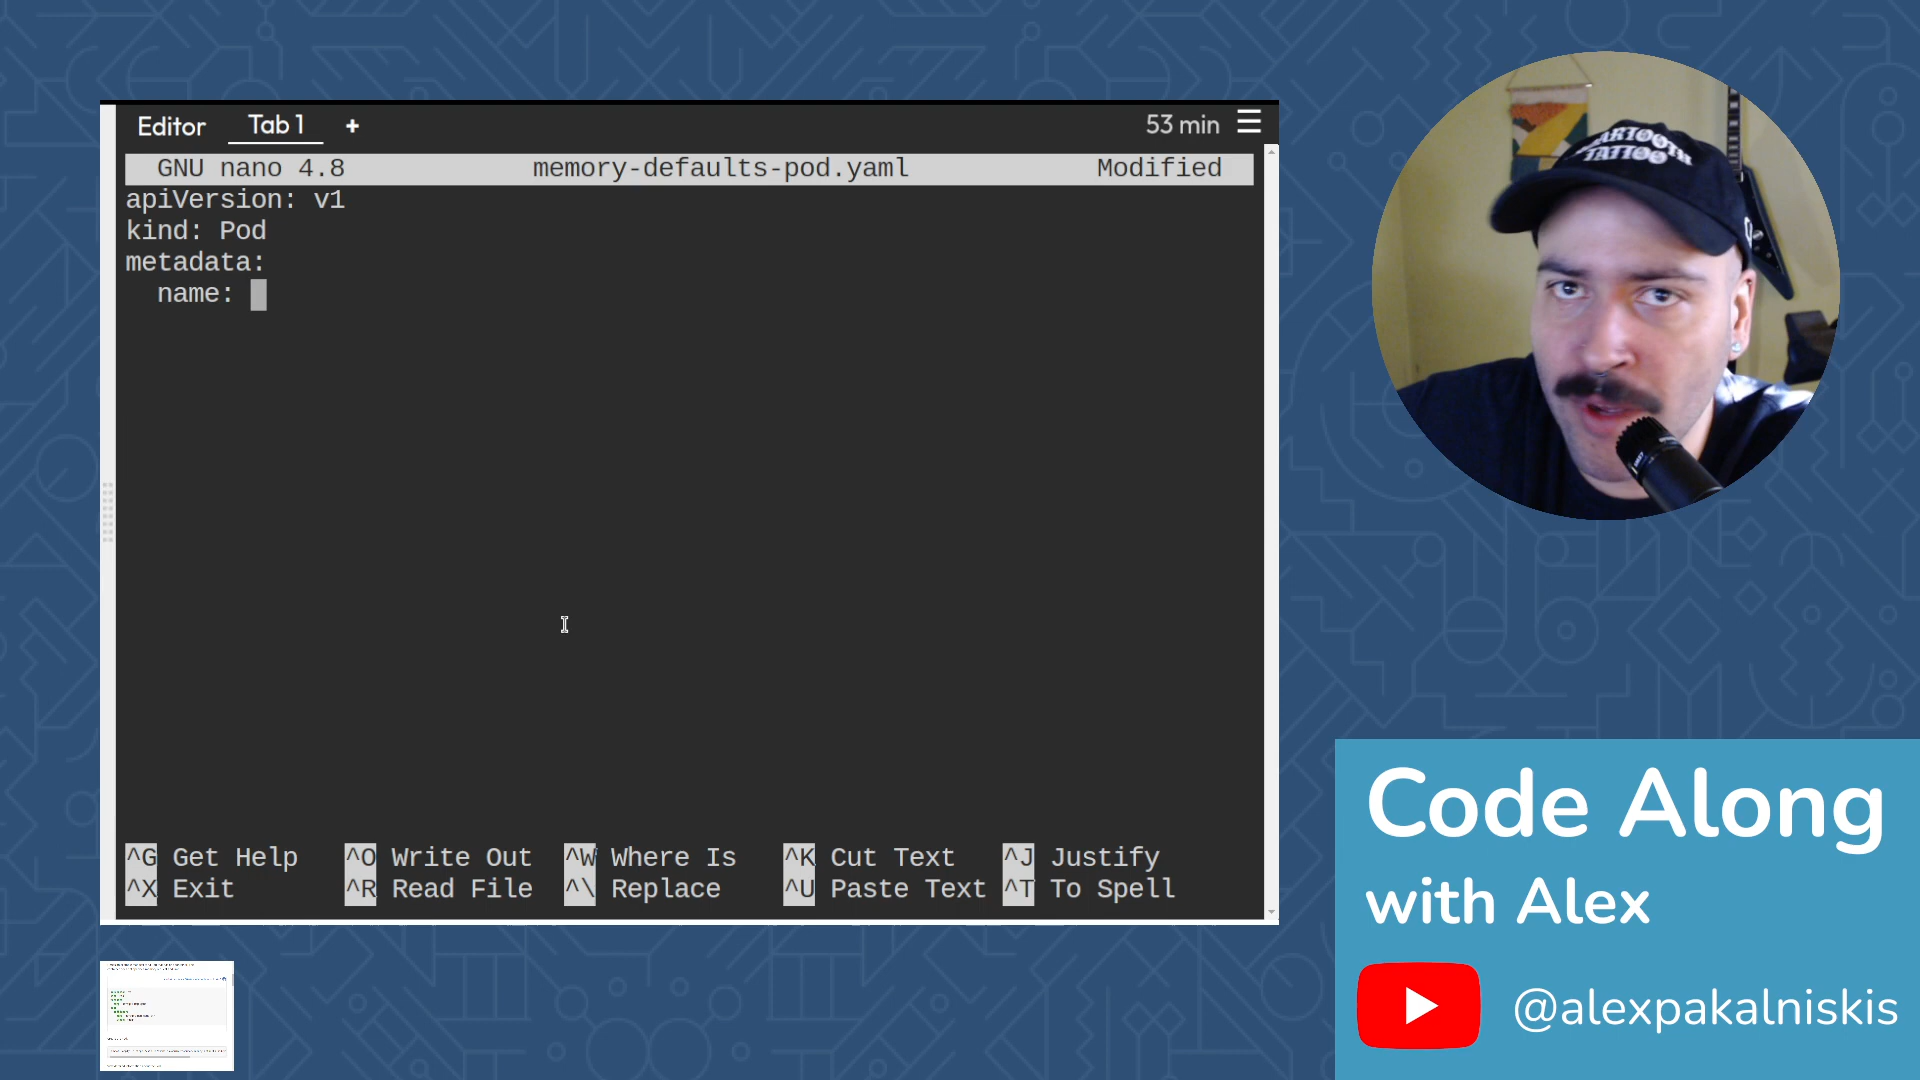 Editor Tab 1 + 53 min
GNU nano 4.8 memory-defaults-pod.yaml Modified
apiVersion: v1
kind: Pod
metadata:
name:
^G Get Help ^O Write Out ^W Where Is ^K Cut Text ^J Justify
^X Exit ^R Read File ^\ Replace ^U Paste Text ^T To Spell
TATTOO
Code Along
with Alex
@alexpakalniskis